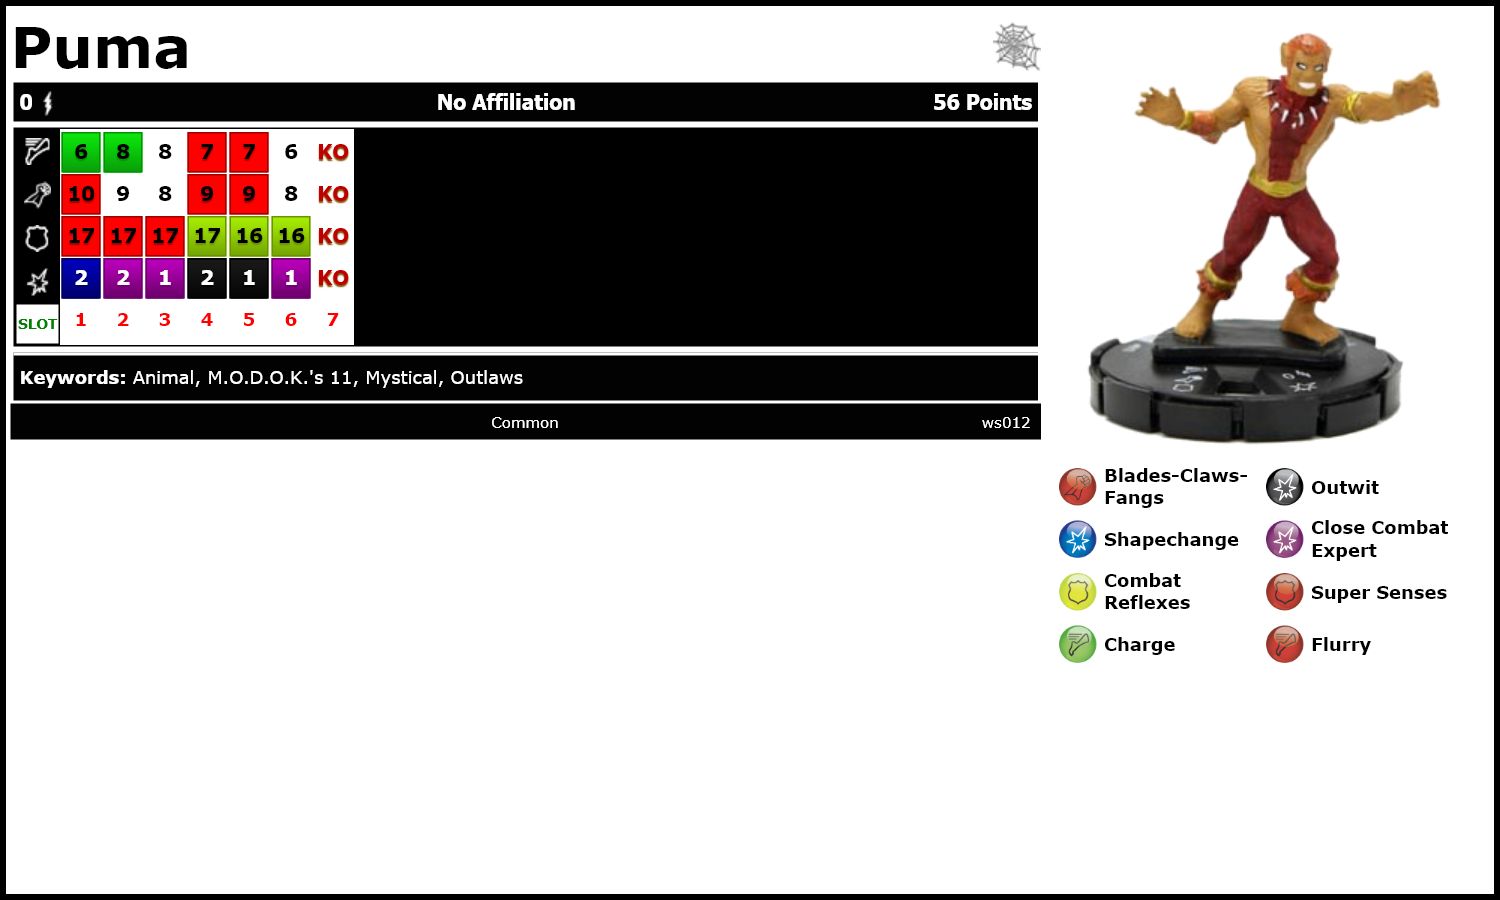 Puma
0 No Affiliation 56 Points
6 8 8 7 7 6 KO
10 9 8 9 9 8 KO
17 17 17 17 16 16 KO
2 2 1 2 1 1 KO
SLOT 1 2 3 4 5 6 7
Keywords: Animal, M.O.D.O.K.'s 11, Mystical, Outlaws
Common ws012
Blades-Claws-
Fangs
Outwit
Shapechange
Close Combat
Expert
Combat
Reflexes
Super Senses
Charge
Flurry